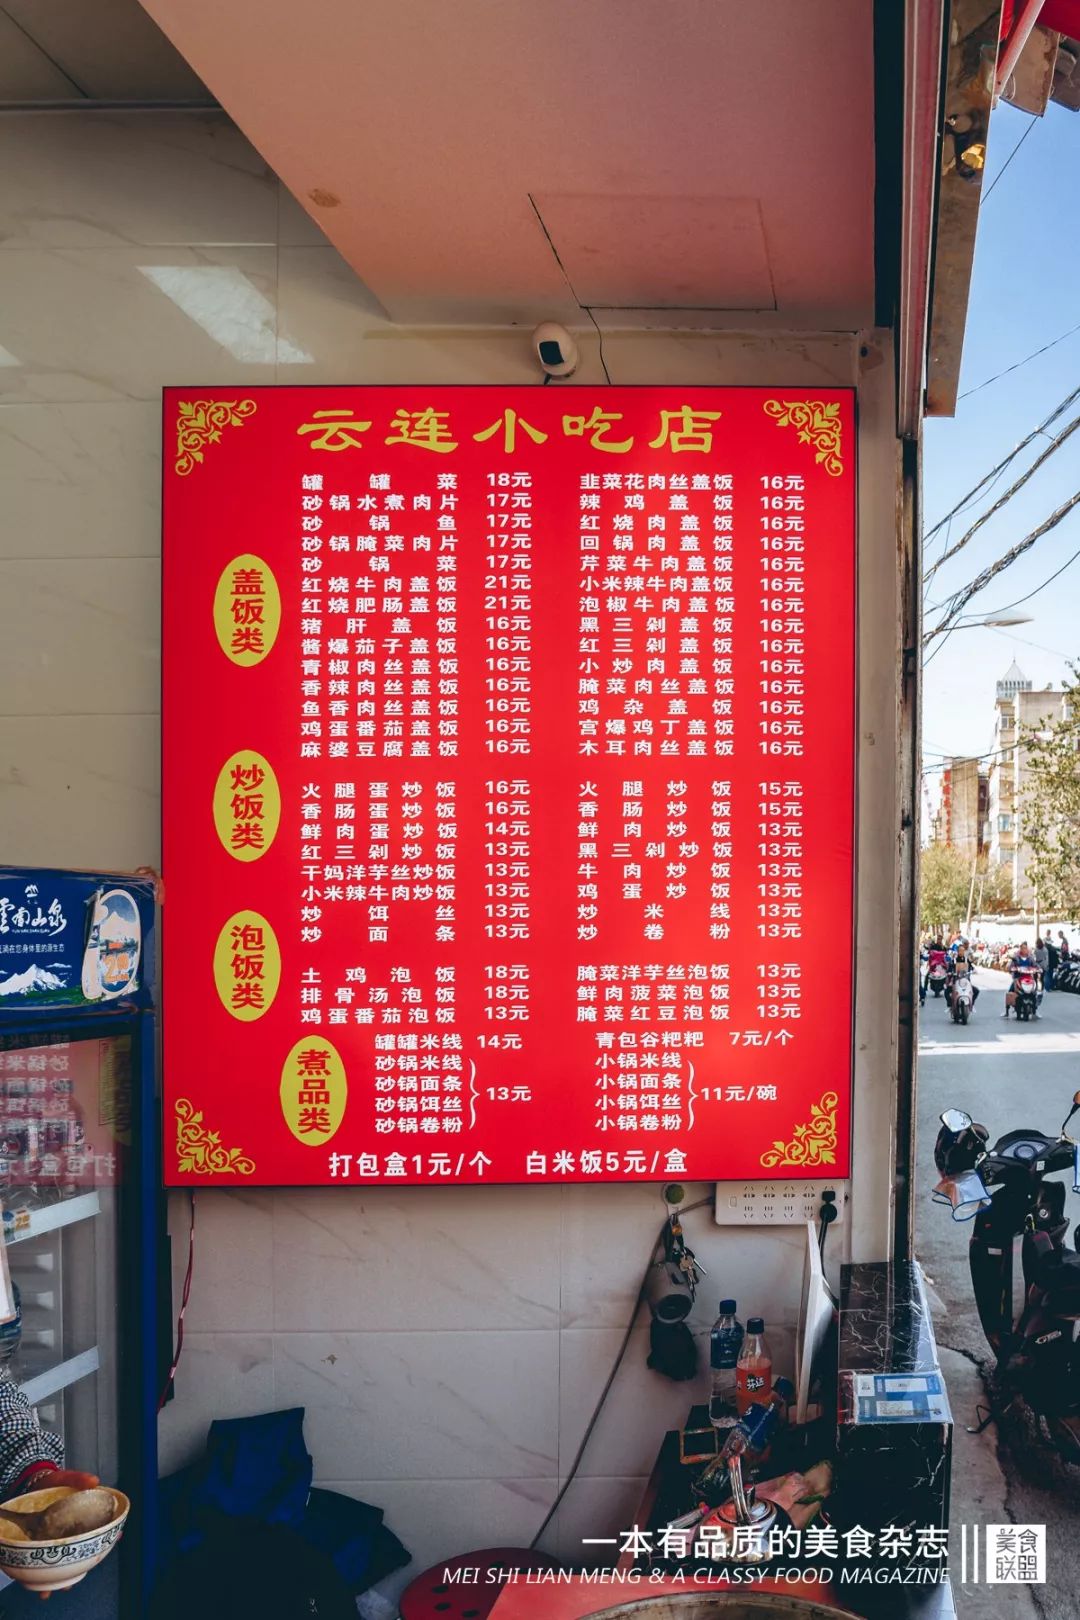 云连小吃店
盖饭类
罐罐菜 18元
砂锅水煮肉片 17元
砂锅鱼 17元
砂锅腌菜肉片 17元
砂锅菜 17元
红烧牛肉盖饭 21元
红烧肥肠盖饭 21元
猪肝盖饭 16元
酱爆茄子盖饭 16元
青椒肉丝盖饭 16元
香辣肉丝盖饭 16元
鱼香肉丝盖饭 16元
鸡蛋番茄盖饭 16元
麻婆豆腐盖饭 16元
韭菜花肉丝盖饭 16元
辣鸡盖饭 16元
红烧肉盖饭 16元
回锅肉盖饭 16元
芹菜牛肉盖饭 16元
小米辣牛肉盖饭 16元
泡椒牛肉盖饭 16元
黑三剁盖饭 16元
红三剁盖饭 16元
小炒肉盖饭 16元
腌菜肉丝盖饭 16元
鸡杂盖饭 16元
宫爆鸡丁盖饭 16元
木耳肉丝盖饭 16元
炒饭类
火腿蛋炒饭 16元
香肠蛋炒饭 16元
鲜肉蛋炒饭 14元
红三剁炒饭 13元
干妈洋芋丝炒饭 13元
小米辣牛肉炒饭 13元
炒饵丝 13元
炒面条 13元
火腿炒饭 15元
香肠炒饭 15元
鲜肉炒饭 13元
黑三剁炒饭 13元
牛肉炒饭 13元
鸡蛋炒饭 13元
炒米线 13元
炒卷粉 13元
泡饭类
土鸡泡饭 18元
排骨汤泡饭 18元
鸡蛋番茄泡饭 13元
腌菜洋芋丝泡饭 13元
鲜肉菠菜泡饭 13元
腌菜红豆泡饭 13元
煮品类
罐罐米线 14元
砂锅米线
砂锅面条
砂锅饵丝
砂锅卷粉
13元
青包谷粑粑 7元/个
小锅米线
小锅面条
小锅饵丝
小锅卷粉
11元/碗
打包盒1元/个 白米饭5元/盒
雲南山泉
芬达
一本有品质的美食杂志
MEI SHI LIAN MENG & A CLASSY FOOD MAGAZINE
美食
联盟